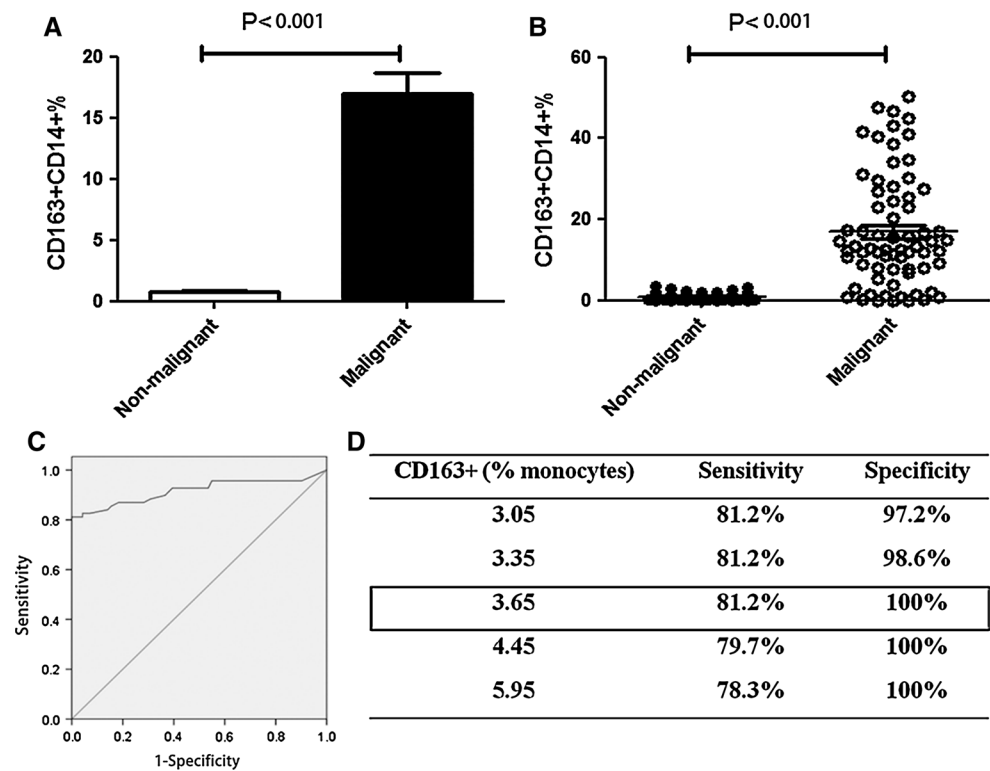 A
P< 0.001
CD163+CD14+%
20
15
10
5
0
Non-malignant
Malignant
B
P< 0.001
CD163+CD14+%
60
40
20
0
Non-malignant
Malignant
C
Sensitivity
1.0
0.8
0.6
0.4
0.2
0.0
0.0 0.2 0.4 0.6 0.8 1.0
1-Specificity
D
CD163+ (% monocytes) Sensitivity Specificity
3.05 81.2% 97.2%
3.35 81.2% 98.6%
3.65 81.2% 100%
4.45 79.7% 100%
5.95 78.3% 100%